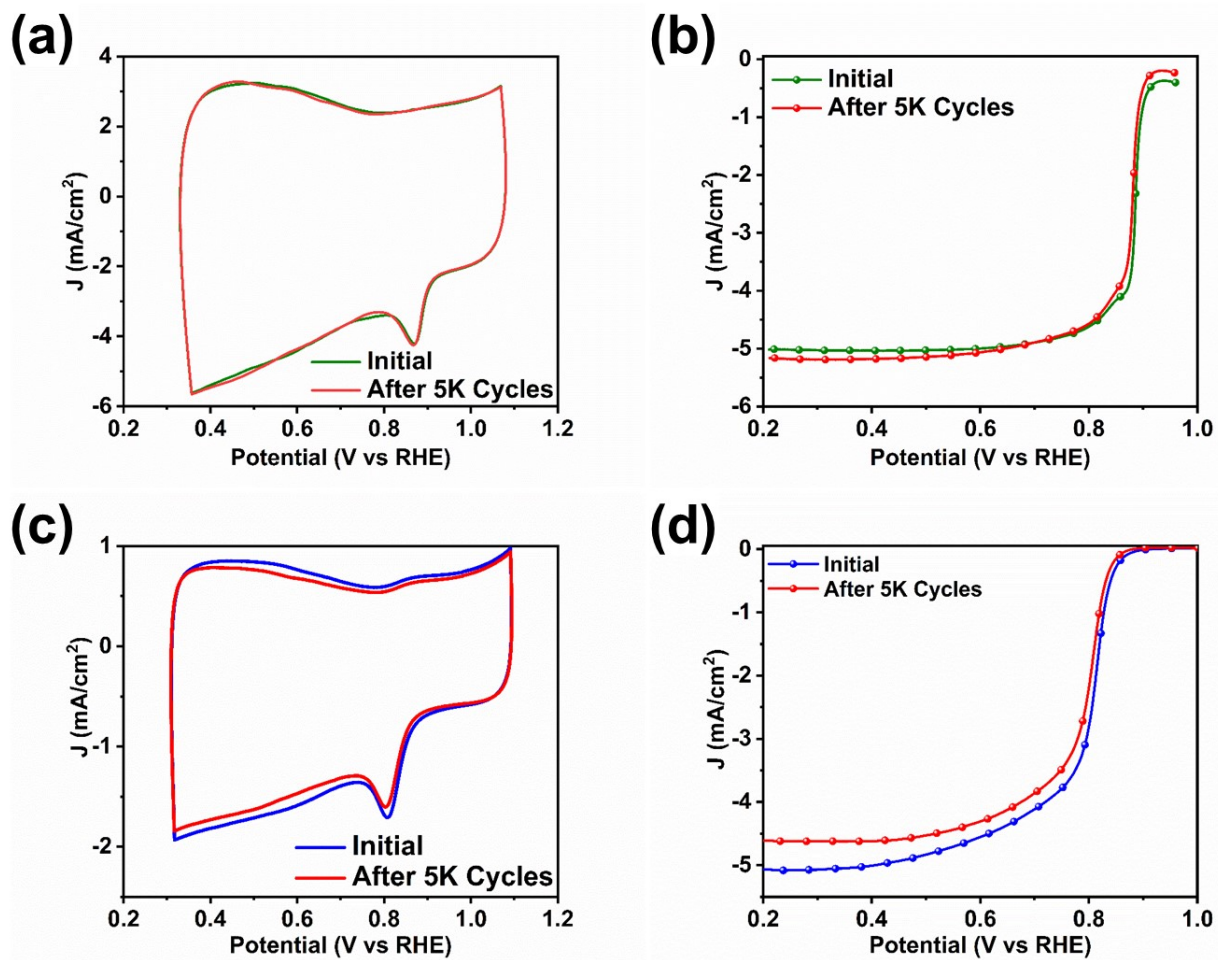 (a)
4
2
0
-2
-4
-6
J (mA/cm²)
Initial
After 5K Cycles
0.2 0.4 0.6 0.8 1.0 1.2
Potential (V vs RHE)
(b)
0
-1
-2
-3
-4
-5
-6
J (mA/cm²)
Initial
After 5K Cycles
0.2 0.4 0.6 0.8 1.0
Potential (V vs RHE)
(c)
1
0
-1
-2
J (mA/cm²)
Initial
After 5K Cycles
0.2 0.4 0.6 0.8 1.0 1.2
Potential (V vs RHE)
(d)
0
-1
-2
-3
-4
-5
J (mA/cm²)
Initial
After 5K Cycles
0.2 0.4 0.6 0.8 1.0
Potential (V vs RHE)